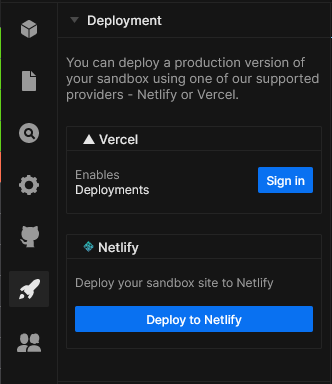 Deployment
You can deploy a production version of
your sandbox using one of our supported
providers - Netlify or Vercel.
Vercel
Enables
Deployments
Sign in
Netlify
Deploy your sandbox site to Netlify
Deploy to Netlify